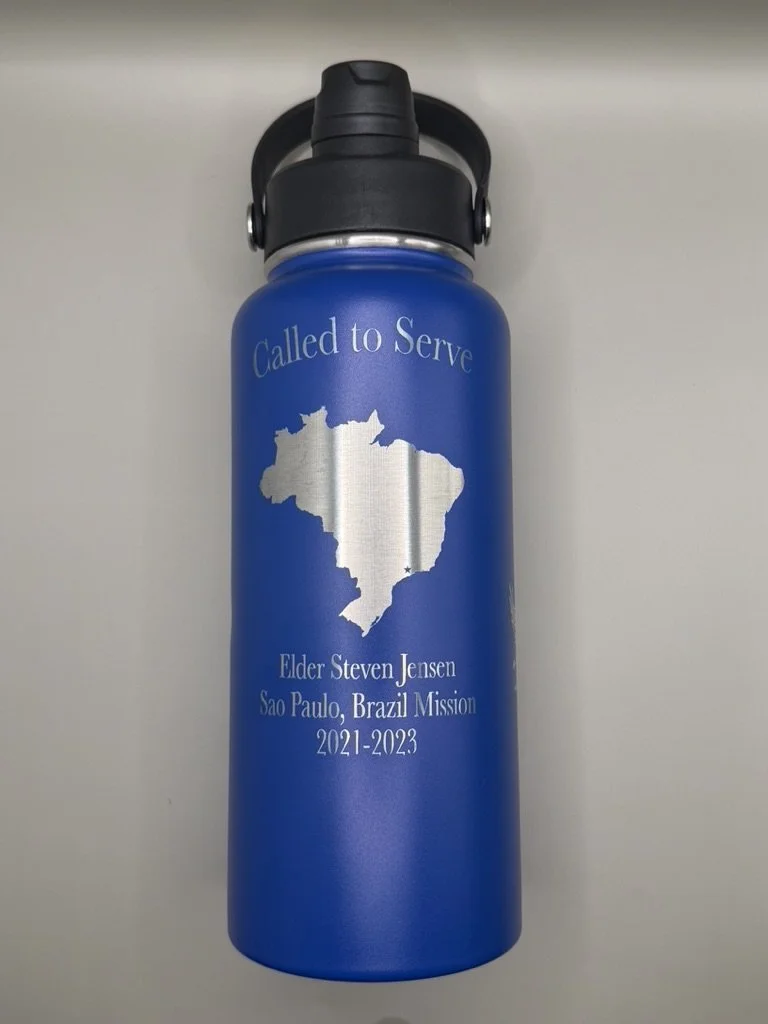 Called to Serve
Elder Steven Jensen
Sao Paulo, Brazil Mission
2021-2023